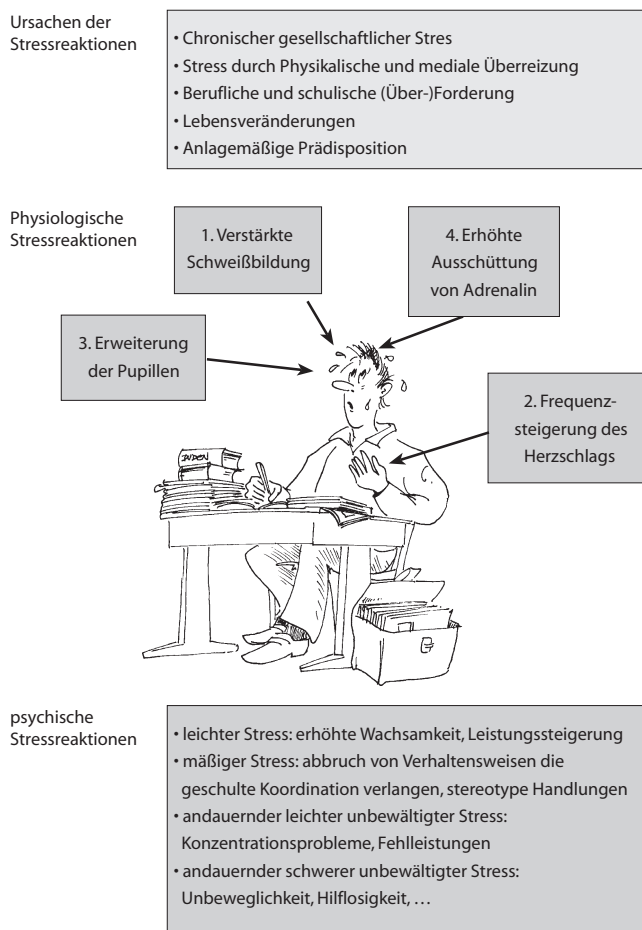 Ursachen der
Stressreaktionen
• Chronischer gesellschaftlicher Stres
• Stress durch Physikalische und mediale Überreizung
• Berufliche und schulische (Über-)Forderung
• Lebensveränderungen
• Anlagemäßige Prädisposition
Physiologische
Stressreaktionen
1. Verstärkte
Schweißbildung
4. Erhöhte
Ausschüttung
von Adrenalin
3. Erweiterung
der Pupillen
2. Frequenz-
steigerung des
Herzschlags
DUDEN
psychische
Stressreaktionen
• leichter Stress: erhöhte Wachsamkeit, Leistungssteigerung
• mäßiger Stress: abbruch von Verhaltensweisen die
geschulte Koordination verlangen, stereotype Handlungen
• andauernder leichter unbewältigter Stress:
Konzentrationsprobleme, Fehlleistungen
• andauernder schwerer unbewältigter Stress:
Unbeweglichkeit, Hilflosigkeit, …